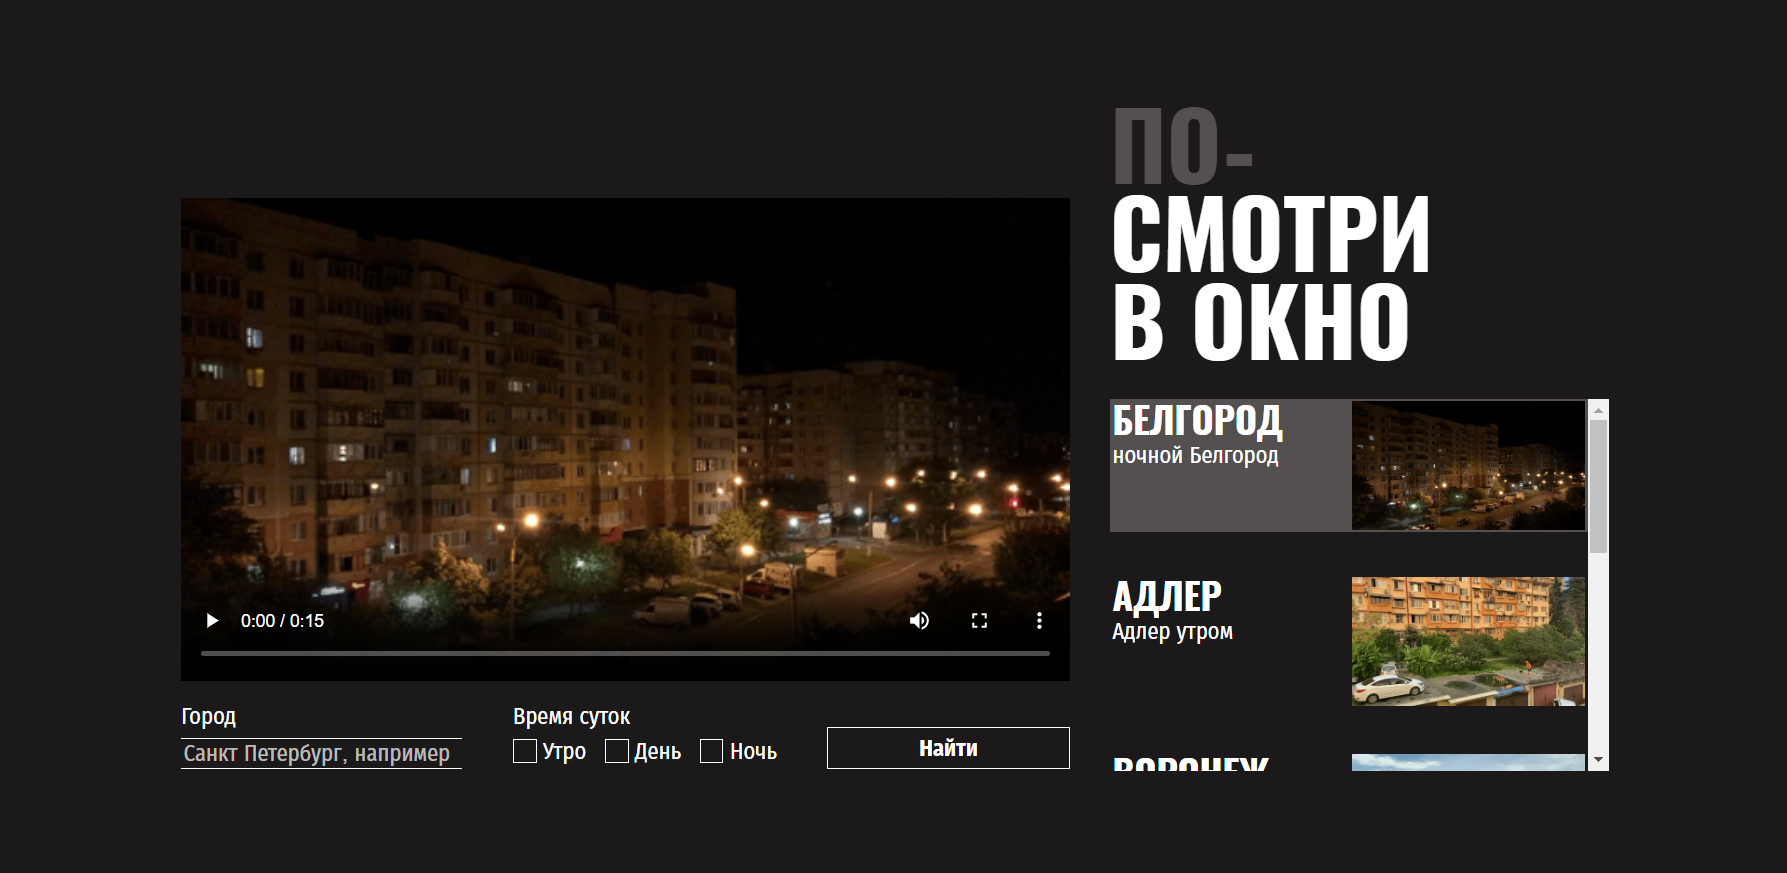 ПО-
СМОТРИ
В ОКНО
0:00 / 0:15
Город
Санкт Петербург, например
Время суток
Утро
День
Ночь
Найти
БЕЛГОРОД
ночной Белгород
АДЛЕР
Адлер утром
ВОРОНЕЖ